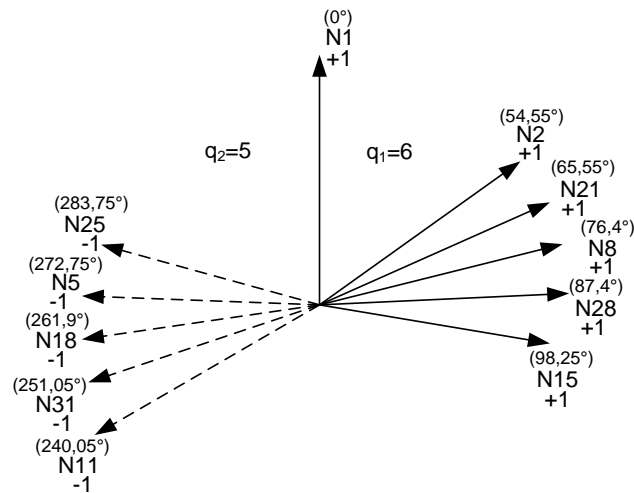 (0°)
N1
+1
q₂=5
q₁=6
(54,55°)
N2
+1
(65,55°)
N21
+1
(76,4°)
N8
+1
(87,4°)
N28
+1
(98,25°)
N15
+1
(283,75°)
N25
-1
(272,75°)
N5
-1
(261,9°)
N18
-1
(251,05°)
N31
-1
(240,05°)
N11
-1